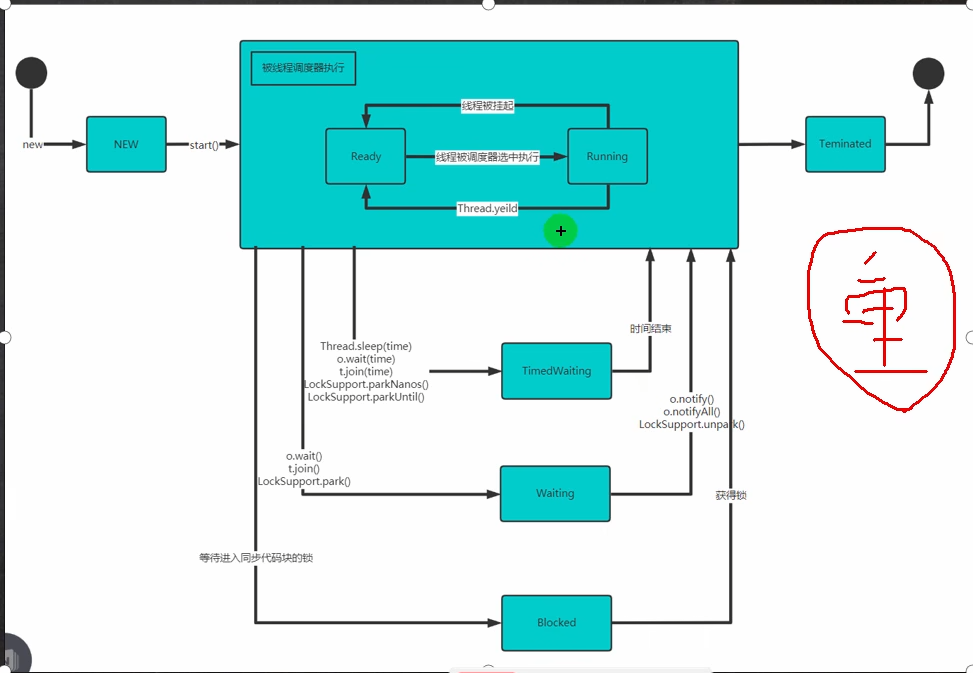 被线程调度器执行
线程被挂起
new
NEW
start()
Ready
线程被调度器选中执行
Running
Teminated
Thread.yeild
重
时间结束
Thread.sleep(time)
o.wait(time)
t.join(time)
LockSupport.parkNanos()
LockSupport.parkUntil()
TimedWaiting
o.notify()
o.notifyAll()
LockSupport.unpark()
o.wait()
t.join()
LockSupport.park()
Waiting
获得锁
等待进入同步代码块的锁
Blocked